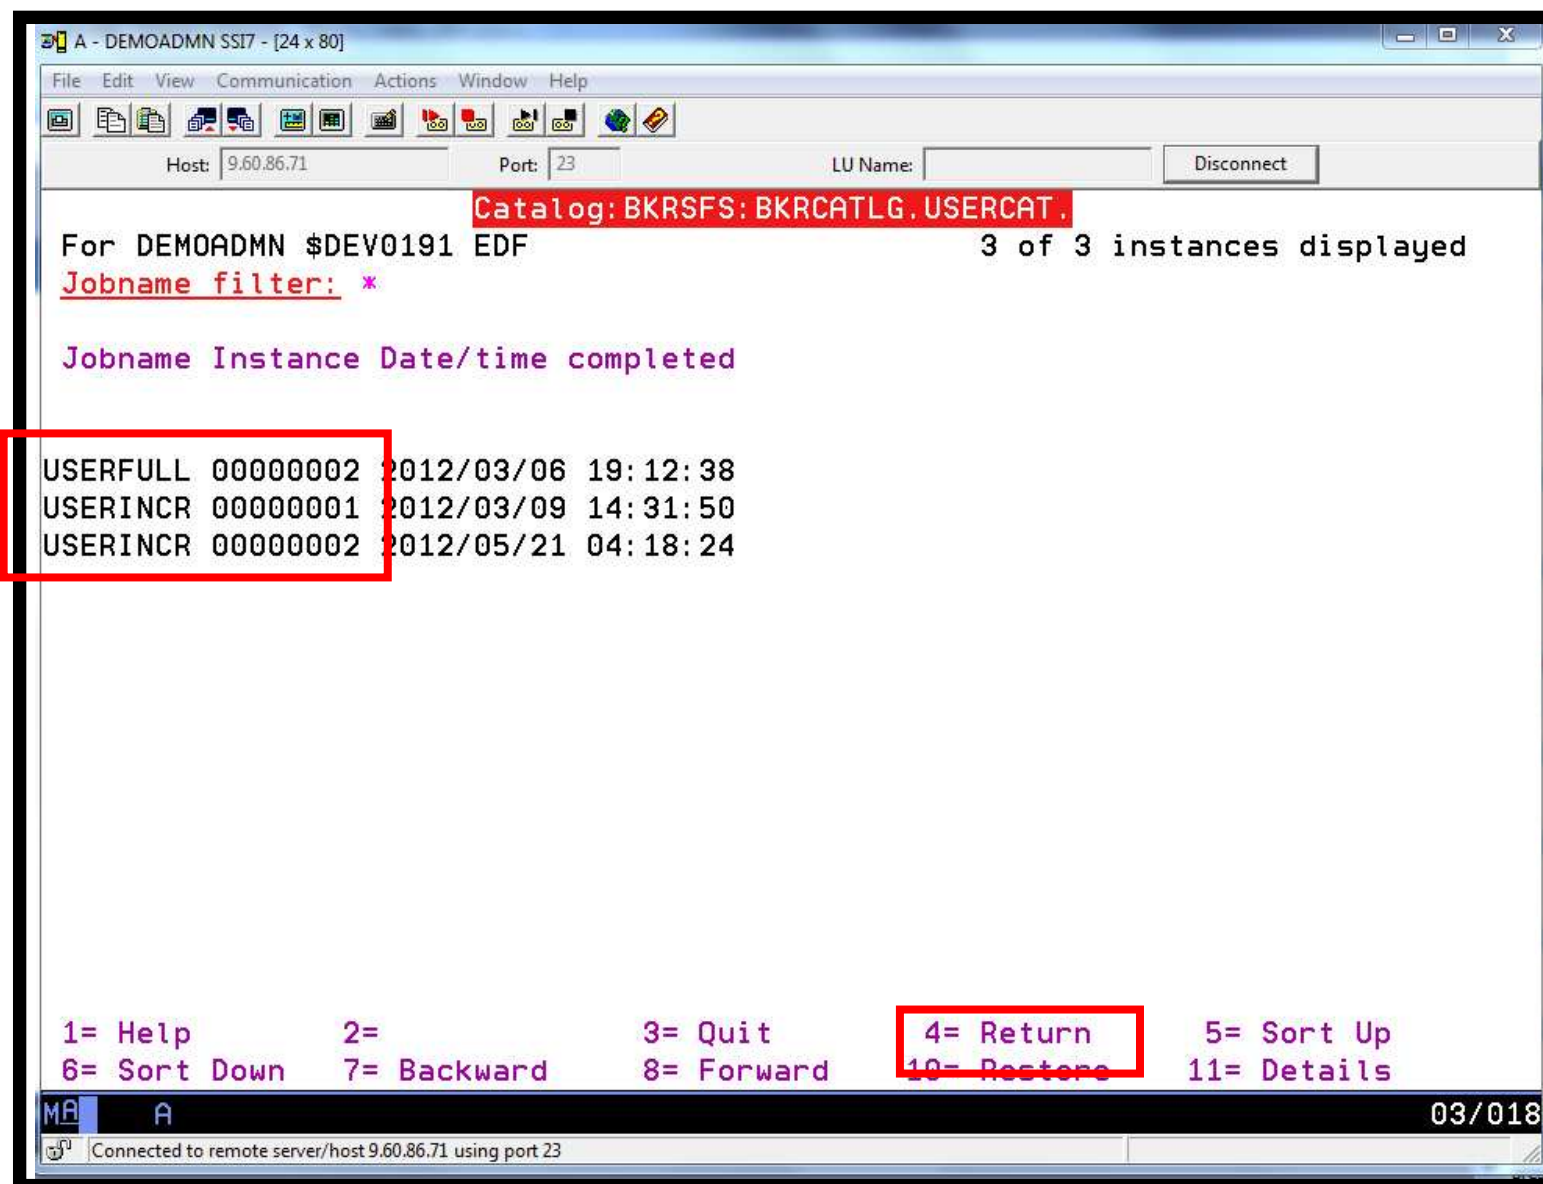 A - DEMOADMN SSI7 - [24 x 80]
File Edit View Communication Actions Window Help
Host: 9.60.86.71 Port: 23 LU Name: Disconnect
Catalog:BKRSFS:BKRCATLG.USERCAT.
For DEMOADMN $DEV0191 EDF 3 of 3 instances displayed
Jobname filter: *
Jobname Instance Date/time completed
USERFULL 00000002 2012/03/06 19:12:38
USERINCR 00000001 2012/03/09 14:31:50
USERINCR 00000002 2012/05/21 04:18:24
1= Help 2= 3= Quit 4= Return 5= Sort Up
6= Sort Down 7= Backward 8= Forward 10= Restore 11= Details
MA A 03/018
Connected to remote server/host 9.60.86.71 using port 23